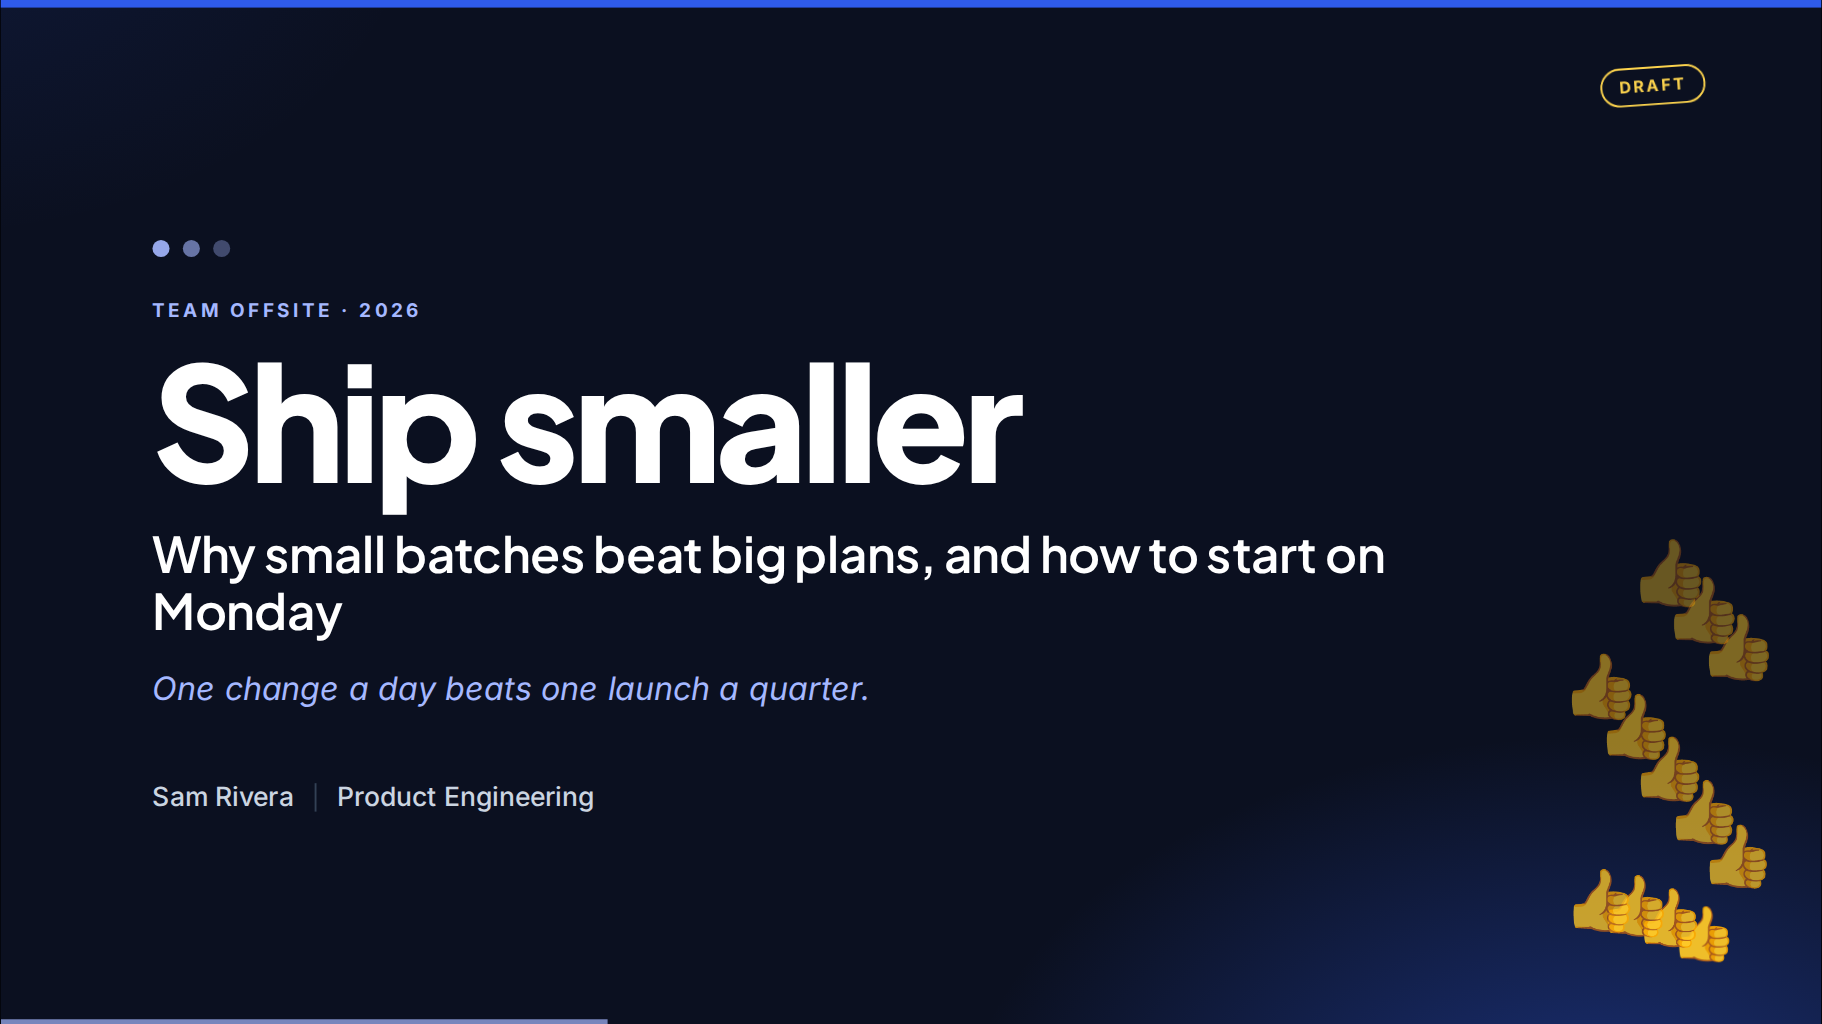 DRAFT
TEAM OFFSITE · 2026
Ship smaller
Why small batches beat big plans, and how to start on
Monday
One change a day beats one launch a quarter.
Sam Rivera | Product Engineering